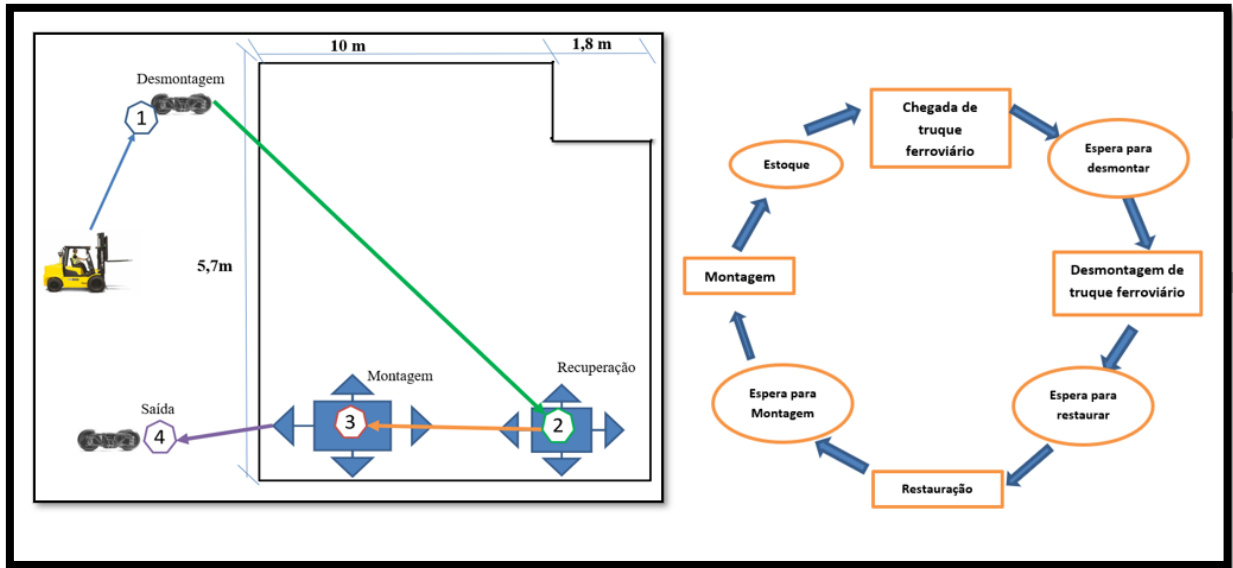 10 m
1,8 m
Desmontagem
1
5,7m
Recuperação
Montagem
3
2
Saída
4
Chegada de
truque
ferroviário
Espera para
desmontar
Desmontagem de
truque ferroviário
Espera para
restaurar
Restauração
Espera para
Montagem
Montagem
Estoque